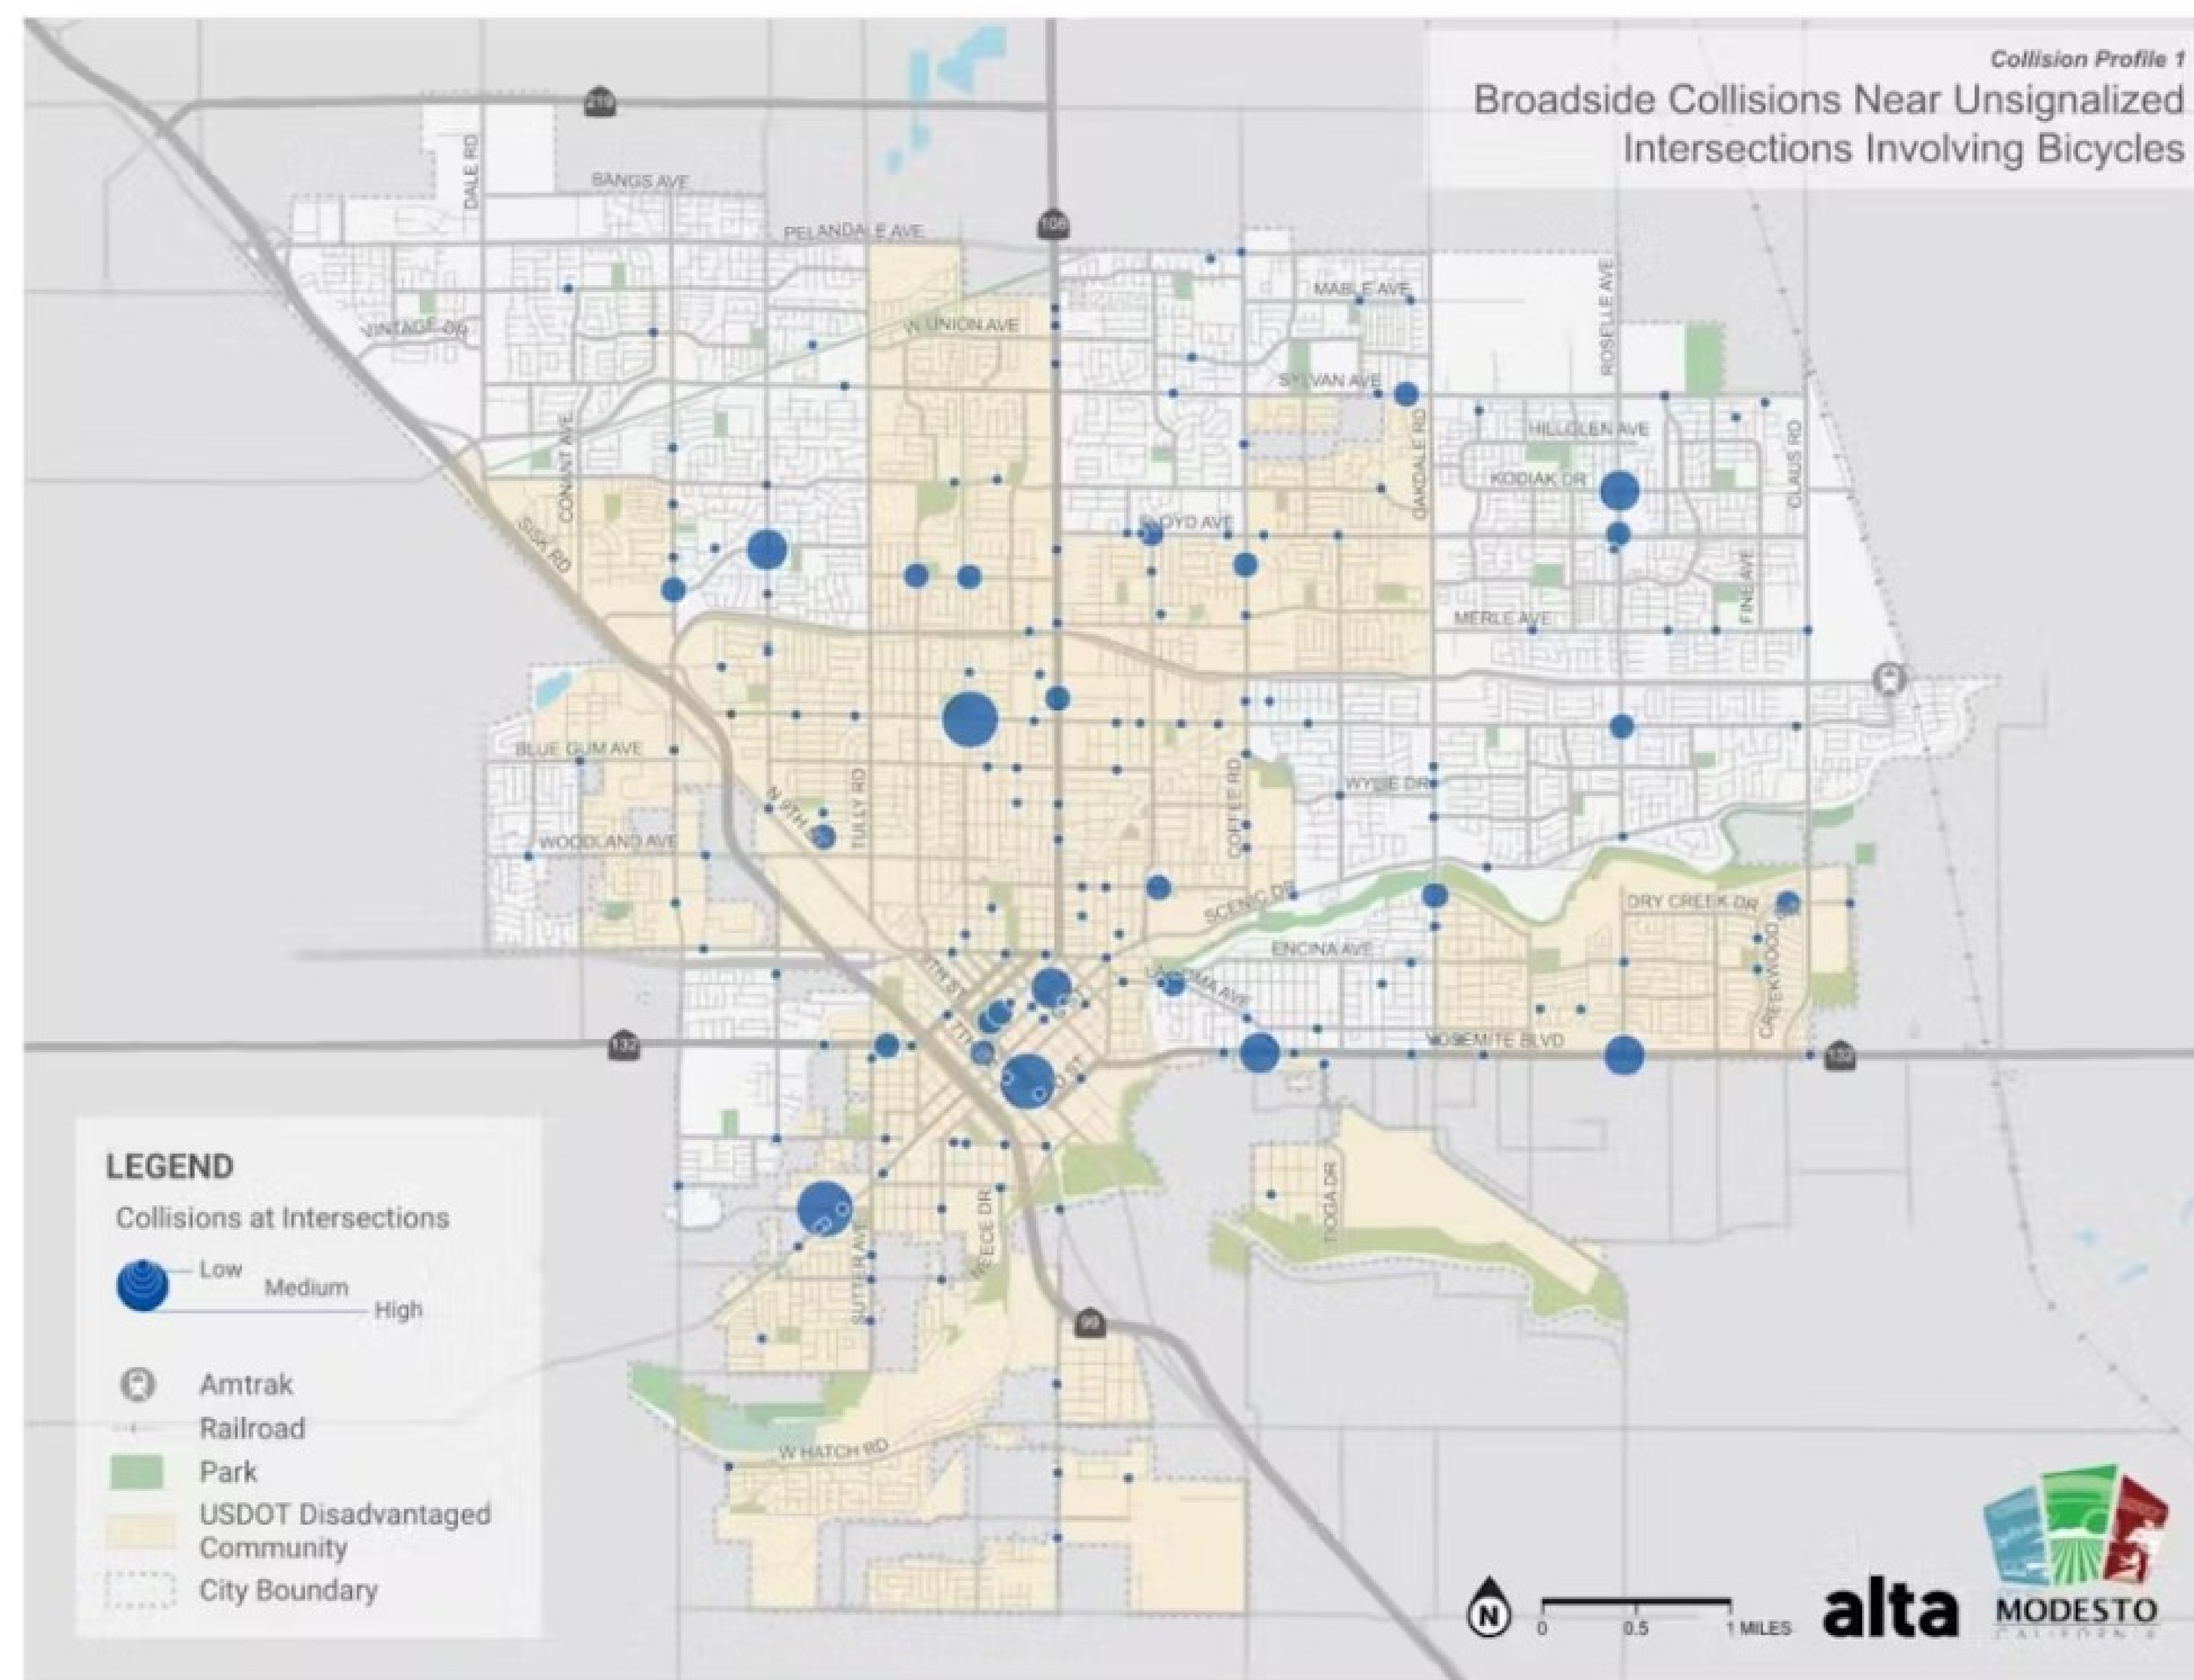 Collision Profile 1
Broadside Collisions Near Unsignalized
Intersections Involving Bicycles
219
DALE RD
BANGS AVE
108
PELANDALE AVE
MABLE AVE
ROSELLE AVE
VINTAGE DR
W UNION AVE
SYLVAN AVE
CONANT AVE
OAKDALE RD
HILLGLEN AVE
CLAUS RD
KODIAK DR
SISK RD
FLOYD AVE
FINE AVE
MERLE AVE
BLUE GUM AVE
N 9TH
TULLY RD
COFFEE RD
WYLIE DR
WOODLAND AVE
SCENIC DR
DRY CREEK DR
ENCINA AVE
CREEKWOOD
9TH ST
7TH
D ST
132
YOSEMITE BLVD
132
TIOGA DR
NEECE DR
SUTTER AVE
99
W HATCH RD
LEGEND
Collisions at Intersections
Low
Medium
High
Amtrak
Railroad
Park
USDOT Disadvantaged
Community
City Boundary
N
0 0.5 1 MILES
alta
MODESTO
CALIFORNIA